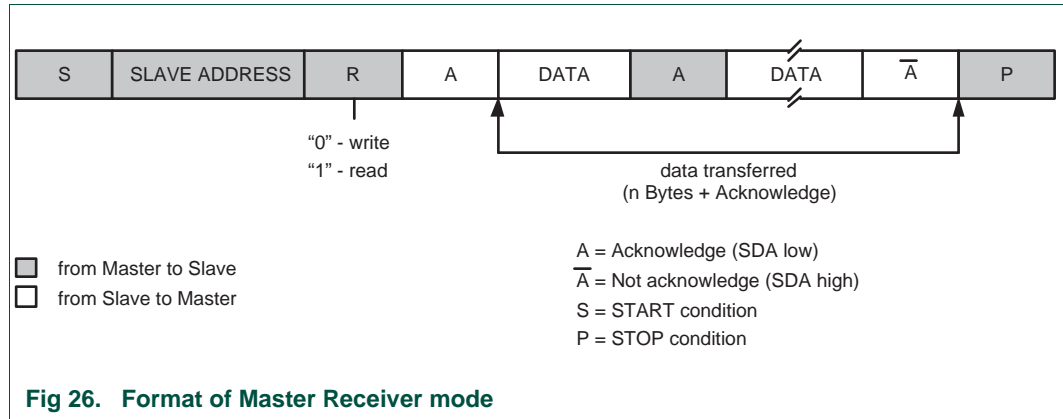 S SLAVE ADDRESS R A DATA A DATA A̅ P
“0” - write
“1” - read
data transferred
(n Bytes + Acknowledge)
from Master to Slave
from Slave to Master
A = Acknowledge (SDA low)
A̅ = Not acknowledge (SDA high)
S = START condition
P = STOP condition
Fig 26. Format of Master Receiver mode